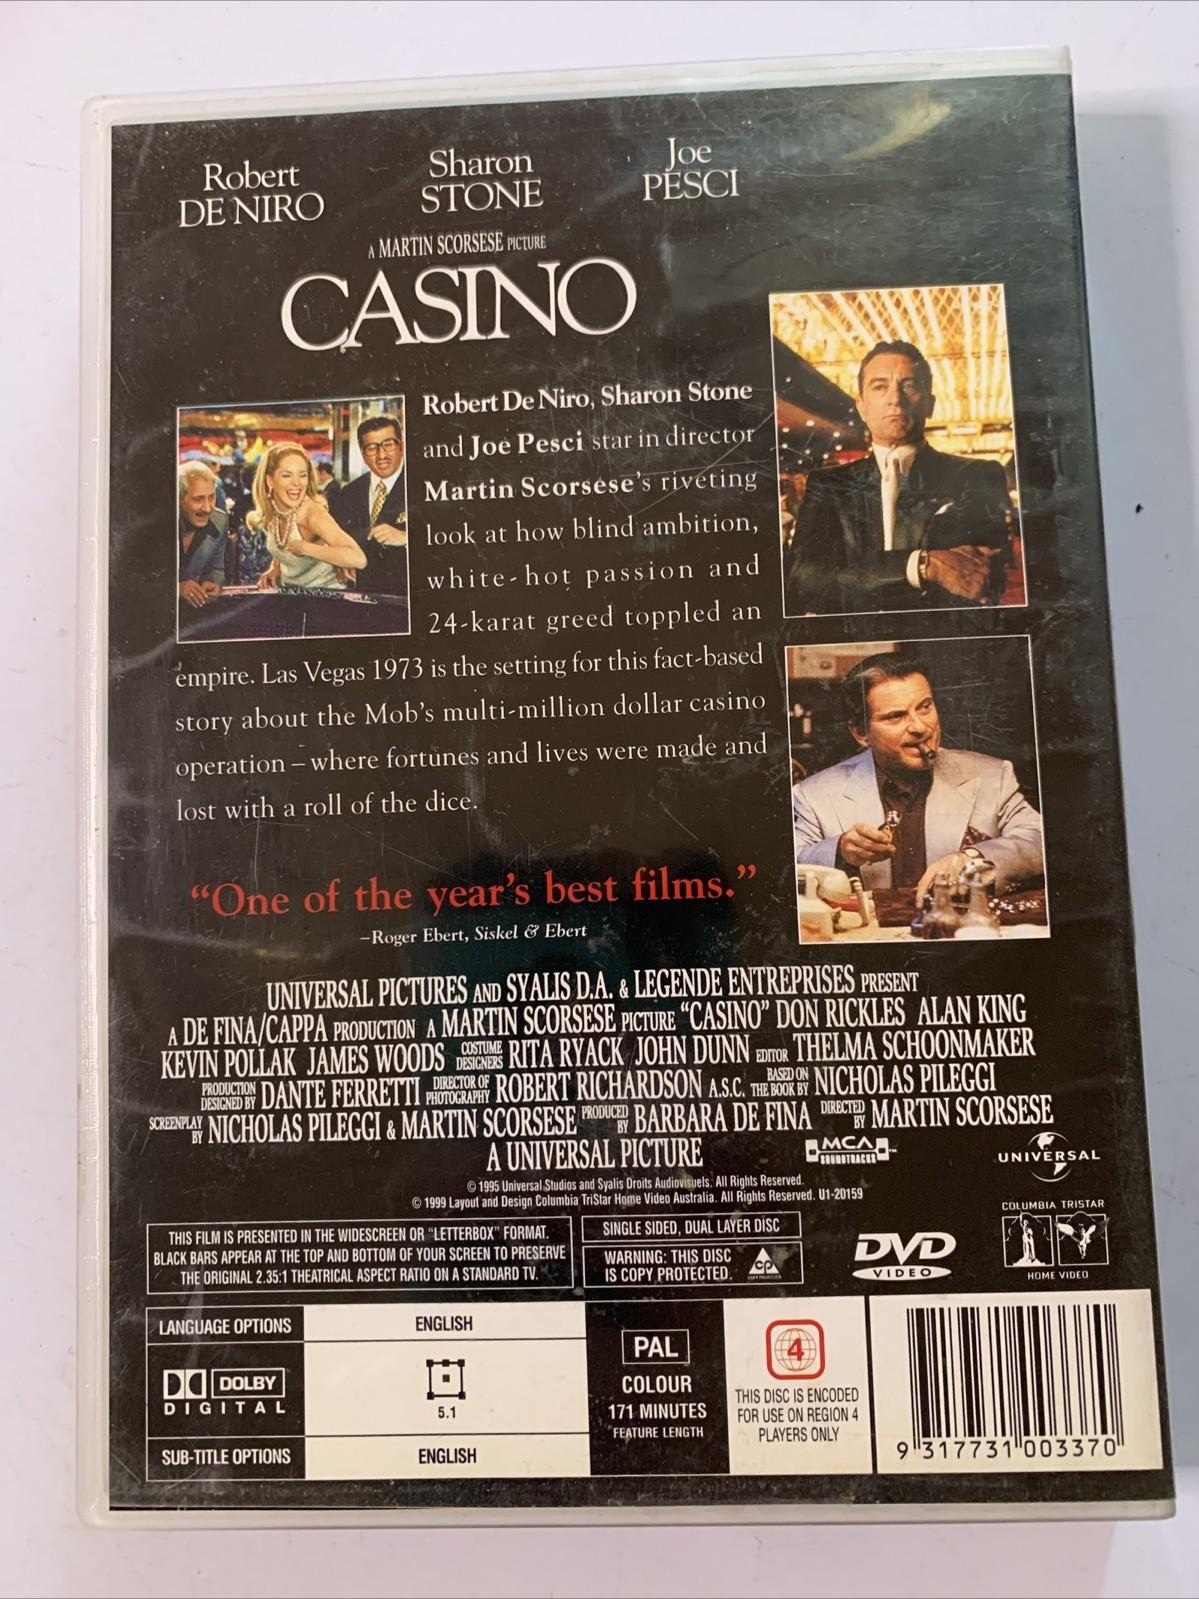 Robert
DE NIRO
Sharon
STONE
Joe
PESCI
A MARTIN SCORSESE PICTURE
CASINO
Robert De Niro, Sharon Stone
and Joe Pesci star in director
Martin Scorsese's riveting
look at how blind ambition,
white-hot passion and
24-karat greed toppled an
empire. Las Vegas 1973 is the setting for this fact-based
story about the Mob's multi-million dollar casino
operation – where fortunes and lives were made and
lost with a roll of the dice.
"One of the year's best films."
–Roger Ebert, Siskel & Ebert
UNIVERSAL PICTURES AND SYALIS D.A. & LEGENDE ENTREPRISES PRESENT
A DE FINA/CAPPA PRODUCTION A MARTIN SCORSESE PICTURE "CASINO" DON RICKLES ALAN KING
KEVIN POLLAK JAMES WOODS COSTUME DESIGNERS RITA RYACK JOHN DUNN EDITOR THELMA SCHOONMAKER
PRODUCTION DESIGNED BY DANTE FERRETTI DIRECTOR OF PHOTOGRAPHY ROBERT RICHARDSON A.S.C. BASED ON THE BOOK BY NICHOLAS PILEGGI
SCREENPLAY BY NICHOLAS PILEGGI & MARTIN SCORSESE PRODUCED BY BARBARA DE FINA DIRECTED BY MARTIN SCORSESE
A UNIVERSAL PICTURE
MCA
SOUNDTRACKS
UNIVERSAL
© 1995 Universal Studios and Syalis Droits Audiovisuels. All Rights Reserved.
© 1999 Layout and Design Columbia TriStar Home Video Australia. All Rights Reserved. U1-20159
THIS FILM IS PRESENTED IN THE WIDESCREEN OR "LETTERBOX" FORMAT.
BLACK BARS APPEAR AT THE TOP AND BOTTOM OF YOUR SCREEN TO PRESERVE
THE ORIGINAL 2.35:1 THEATRICAL ASPECT RATIO ON A STANDARD TV.
SINGLE SIDED, DUAL LAYER DISC
WARNING: THIS DISC
IS COPY PROTECTED.
CP
DVD
VIDEO
COLUMBIA TRISTAR
HOME VIDEO
LANGUAGE OPTIONS
ENGLISH
DOLBY
DIGITAL
5.1
SUB-TITLE OPTIONS
ENGLISH
PAL
COLOUR
171 MINUTES
FEATURE LENGTH
4
THIS DISC IS ENCODED
FOR USE ON REGION 4
PLAYERS ONLY
9 317731 003370